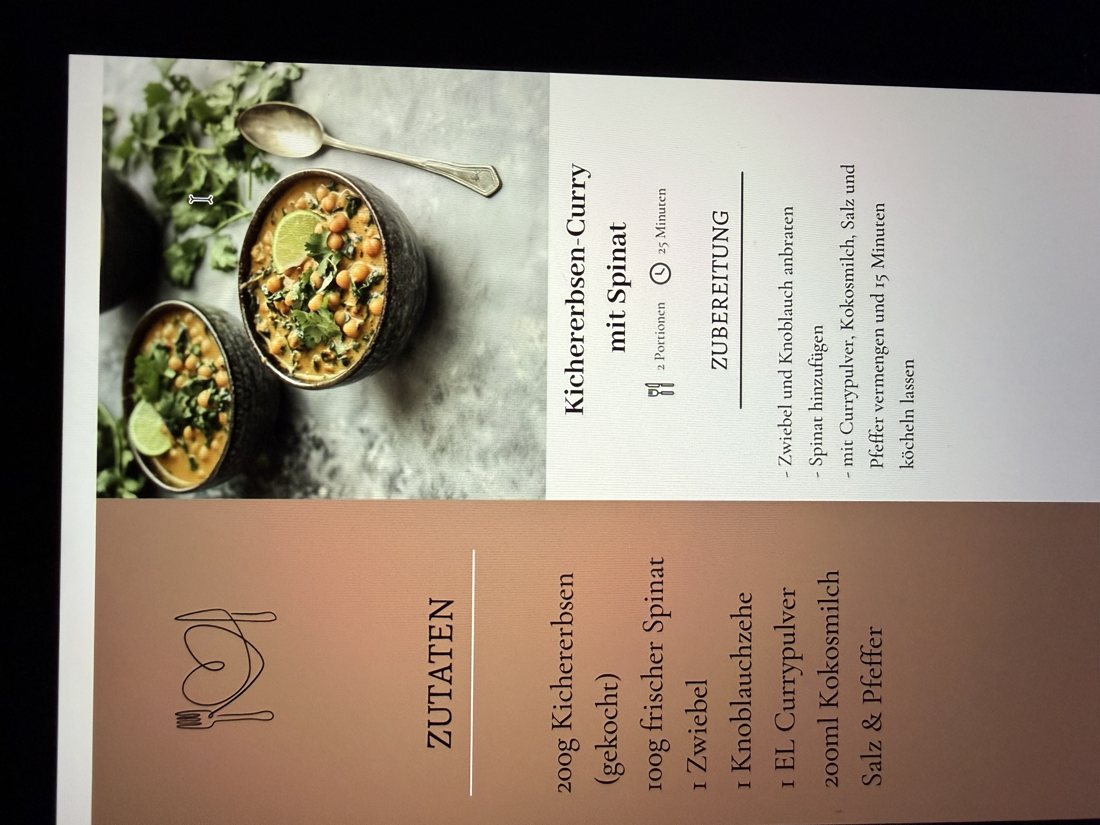 ZUTATEN
200g Kichererbsen
(gekocht)
100g frischer Spinat
1 Zwiebel
1 Knoblauchzehe
1 EL Currypulver
200ml Kokosmilch
Salz & Pfeffer
Kichererbsen-Curry
mit Spinat
2 Portionen 25 Minuten
ZUBEREITUNG
- Zwiebel und Knoblauch anbraten
- Spinat hinzufügen
- mit Currypulver, Kokosmilch, Salz und
Pfeffer vermengen und 15 Minuten
köcheln lassen